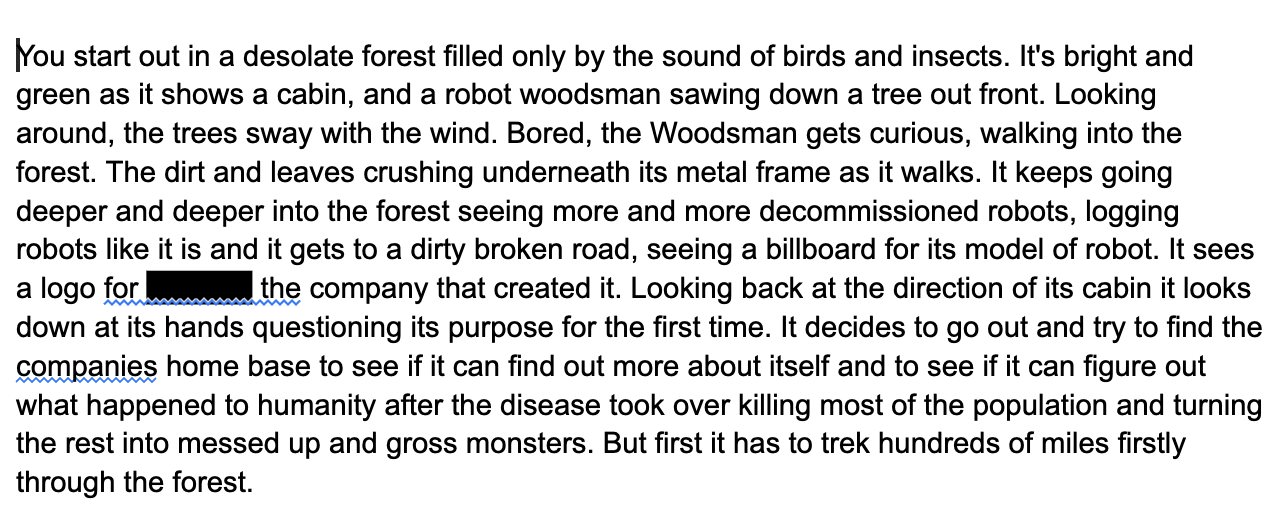 You start out in a desolate forest filled only by the sound of birds and insects. It's bright and
green as it shows a cabin, and a robot woodsman sawing down a tree out front. Looking
around, the trees sway with the wind. Bored, the Woodsman gets curious, walking into the
forest. The dirt and leaves crushing underneath its metal frame as it walks. It keeps going
deeper and deeper into the forest seeing more and more decommissioned robots, logging
robots like it is and it gets to a dirty broken road, seeing a billboard for its model of robot. It sees
a logo for the company that created it. Looking back at the direction of its cabin it looks
down at its hands questioning its purpose for the first time. It decides to go out and try to find the
companies home base to see if it can find out more about itself and to see if it can figure out
what happened to humanity after the disease took over killing most of the population and turning
the rest into messed up and gross monsters. But first it has to trek hundreds of miles firstly
through the forest.